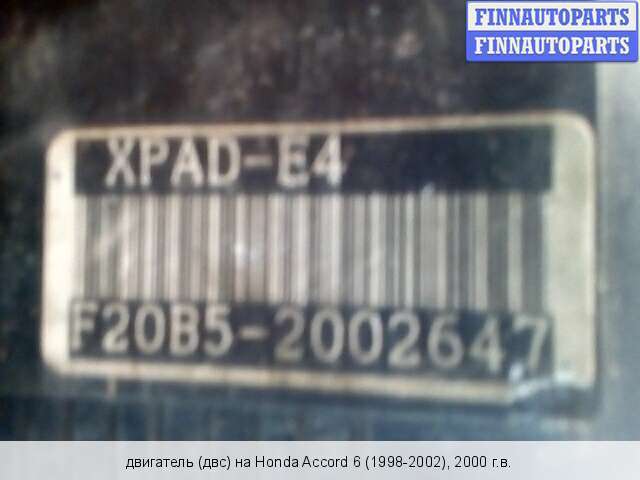 FINNAUTOPARTS
FINNAUTOPARTS
XPAD-E4
F20B5-2002647
двигатель (двс) на Honda Accord 6 (1998-2002), 2000 г.в.